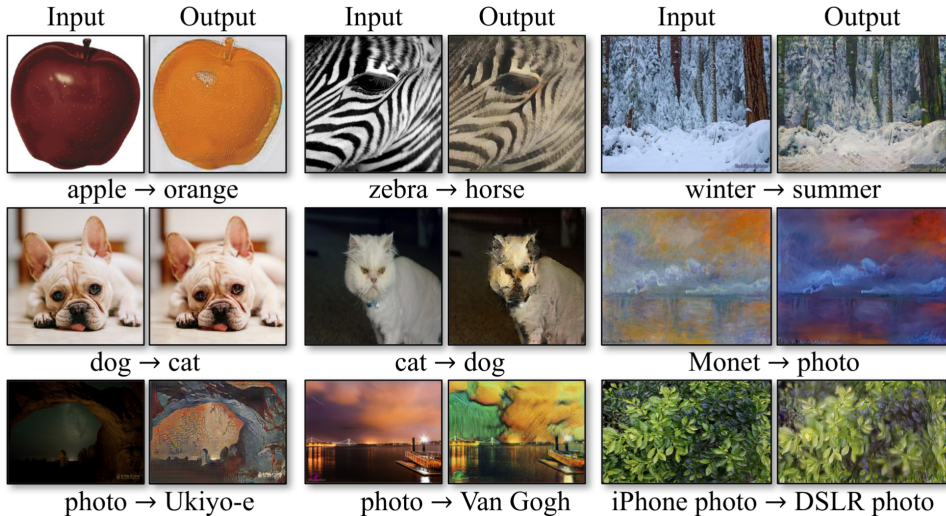 Input Output Input Output Input Output
apple → orange zebra → horse winter → summer
dog → cat cat → dog Monet → photo
photo → Ukiyo-e photo → Van Gogh iPhone photo → DSLR photo